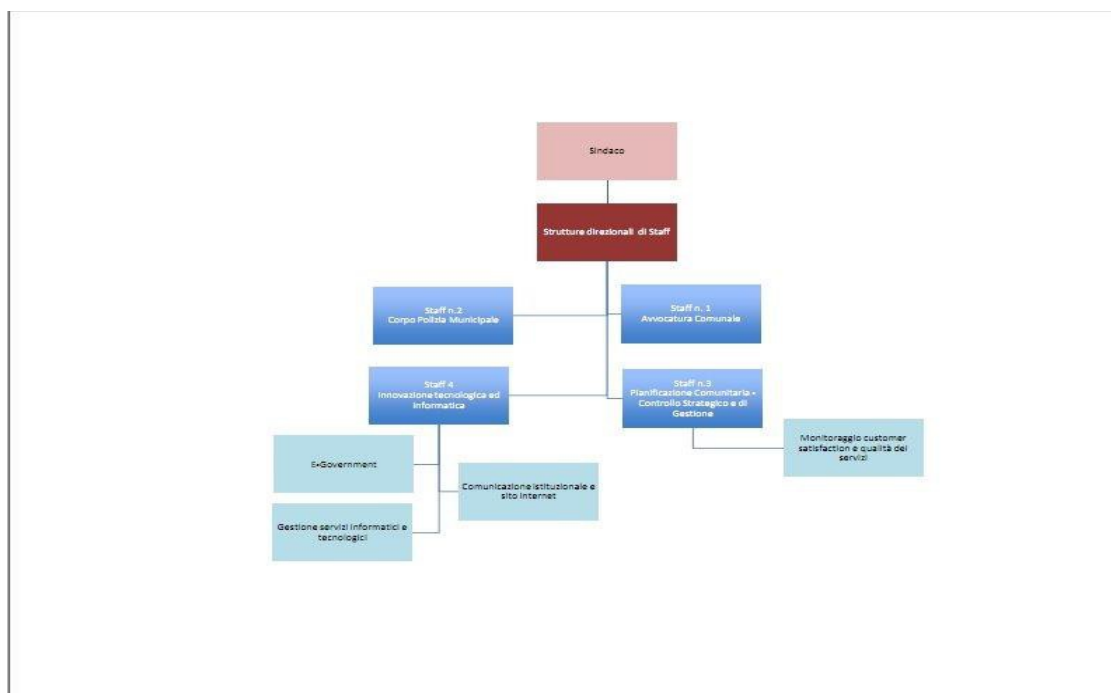 Sindaco
Strutture direzionali di Staff
Staff n.2
Corpo Polizia Municipale
Staff n. 1
Avvocatura Comunale
Staff 4
Innovazione tecnologica ed
Informatica
Staff n.3
Planificazione Comunitaria -
Controllo Strategico e di
Gestione
Monitoraggio customer
satisfaction e qualità dei
servizi
E-Government
Comunicazione istituzionale e
sito internet
Gestione servizi informatici e
tecnologici